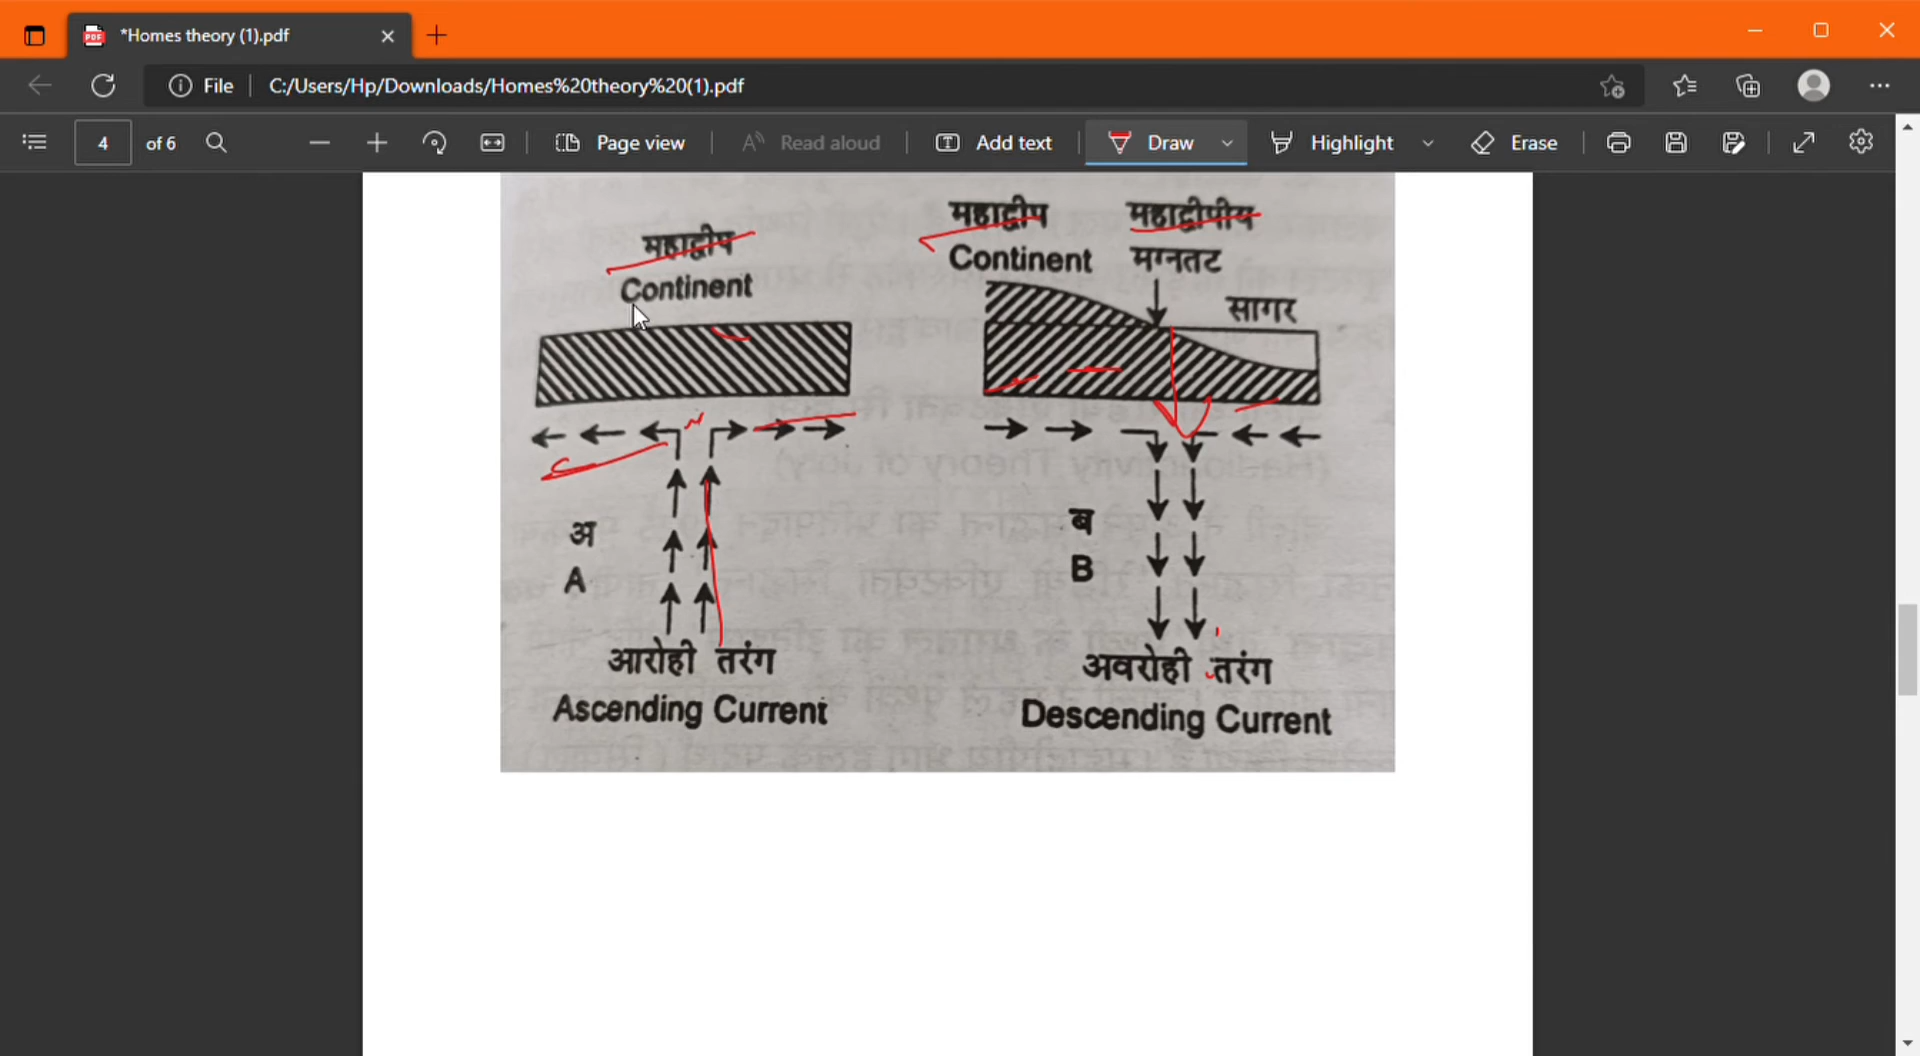 *Homes theory (1).pdf
File
C:/Users/Hp/Downloads/Homes%20theory%20(1).pdf
4 of 6
Page view
Read aloud
Add text
Draw
Highlight
Erase
महाद्वीप
Continent
महाद्वीप
Continent
महाद्वीपीय
मग्नतट
सागर
अ
A
ब
B
आरोही तरंग
Ascending Current
अवरोही तरंग
Descending Current